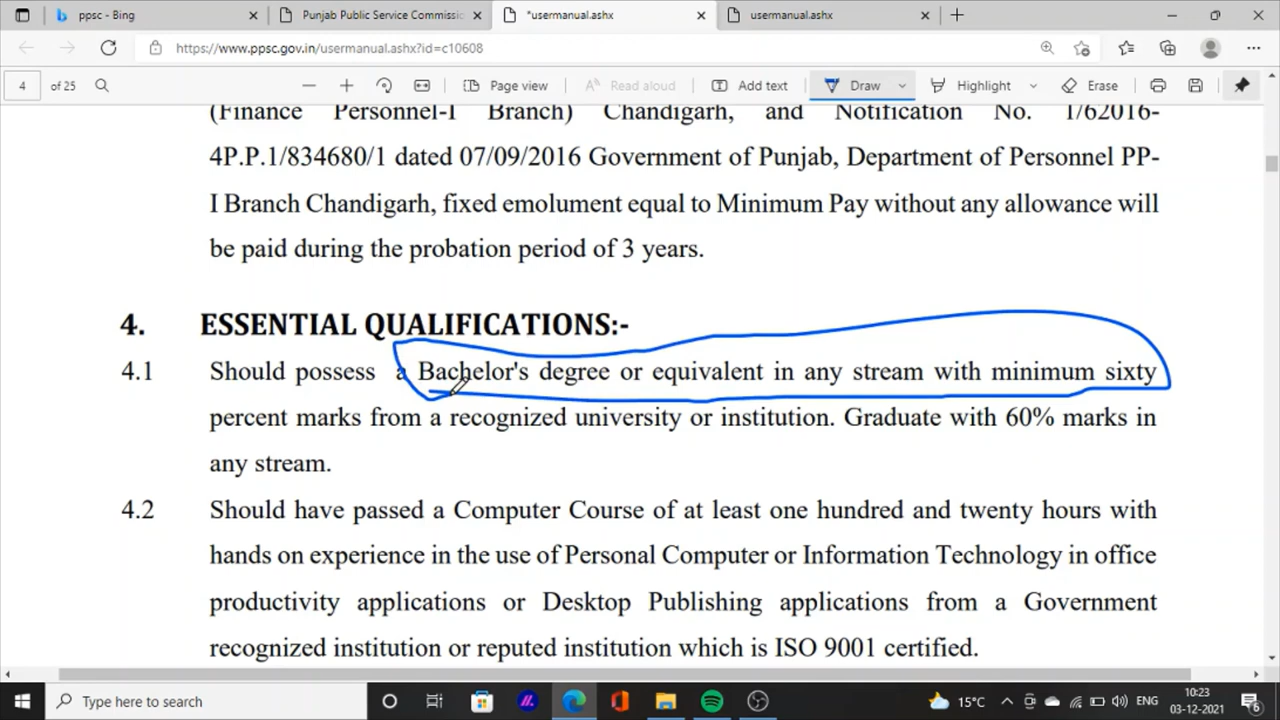 ppsc - Bing
Punjab Public Service Commissio
*usermanual.ashx
usermanual.ashx
https://www.ppsc.gov.in/usermanual.ashx?id=c10608
4 of 25
Page view
Read aloud
Add text
Draw
Highlight
Erase
(Finance Personnel-I Branch) Chandigarh, and Notification No. 1/62016-
4P.P.1/834680/1 dated 07/09/2016 Government of Punjab, Department of Personnel PP-
I Branch Chandigarh, fixed emolument equal to Minimum Pay without any allowance will
be paid during the probation period of 3 years.
4. ESSENTIAL QUALIFICATIONS:-
4.1 Should possess a Bachelor's degree or equivalent in any stream with minimum sixty
percent marks from a recognized university or institution. Graduate with 60% marks in
any stream.
4.2 Should have passed a Computer Course of at least one hundred and twenty hours with
hands on experience in the use of Personal Computer or Information Technology in office
productivity applications or Desktop Publishing applications from a Government
recognized institution or reputed institution which is ISO 9001 certified.
Type here to search
15°C
ENG
10:23
03-12-2021
6